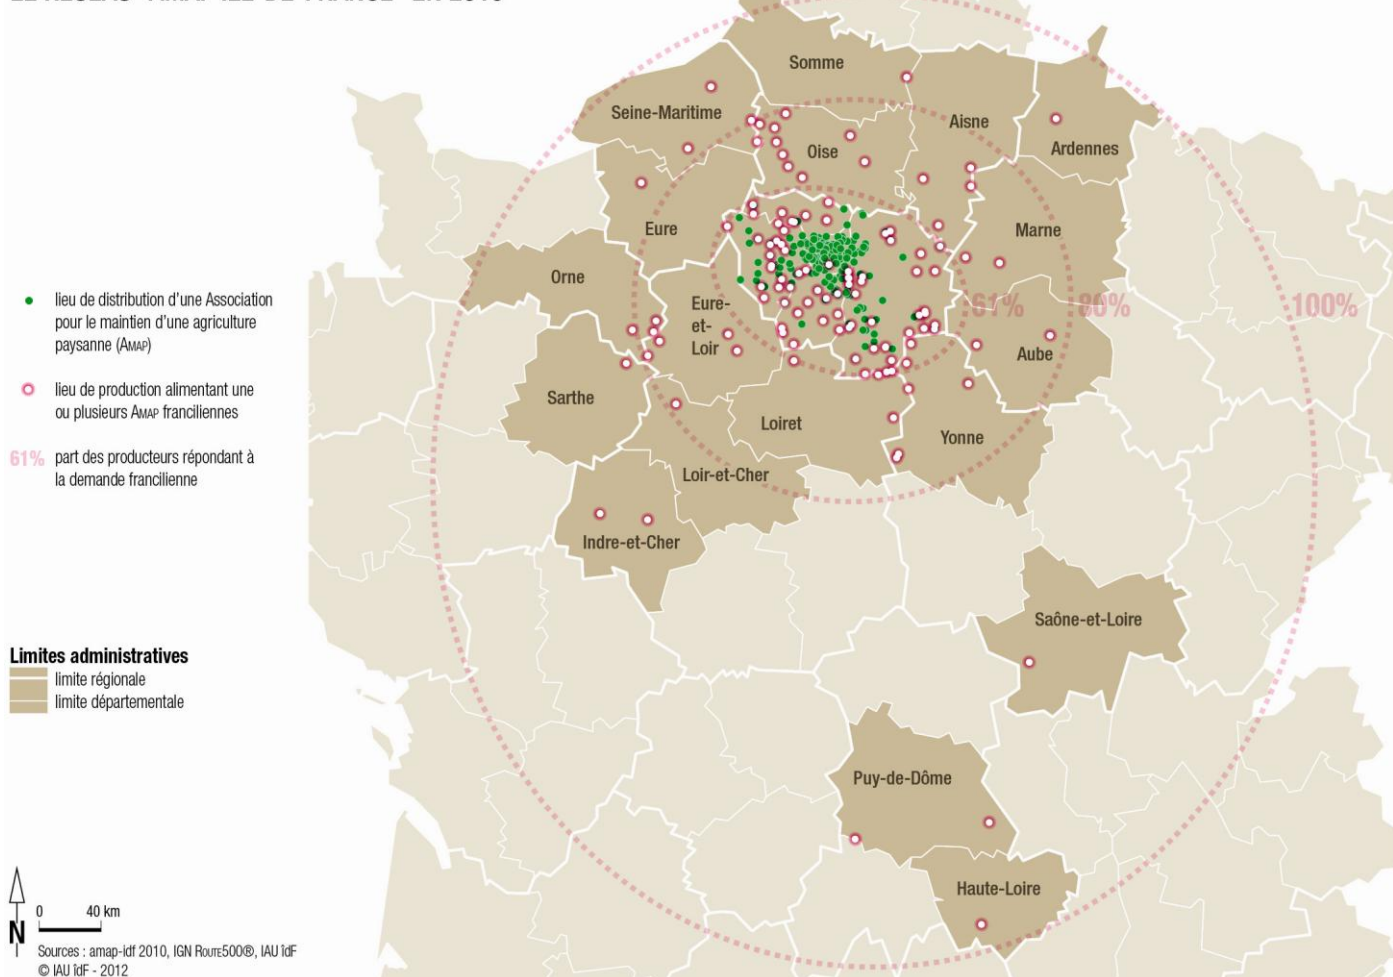 Somme
Seine-Maritime
Aisne
Oise
Ardennes
Eure
Marne
Orne
lieu de distribution d'une Association
pour le maintien d'une agriculture
paysanne (AMAP)
Eure-
et-
Loir
61%
80%
100%
Aube
lieu de production alimentant une
ou plusieurs AMAP franciliennes
Sarthe
Loiret
Yonne
61% part des producteurs répondant à
la demande francilienne
Loir-et-Cher
Indre-et-Cher
Saône-et-Loire
Limites administratives
limite régionale
limite départementale
Puy-de-Dôme
Haute-Loire
0 40 km
N
Sources : amap-idf 2010, IGN ROUTE500®, IAU îdF
© IAU îdF - 2012